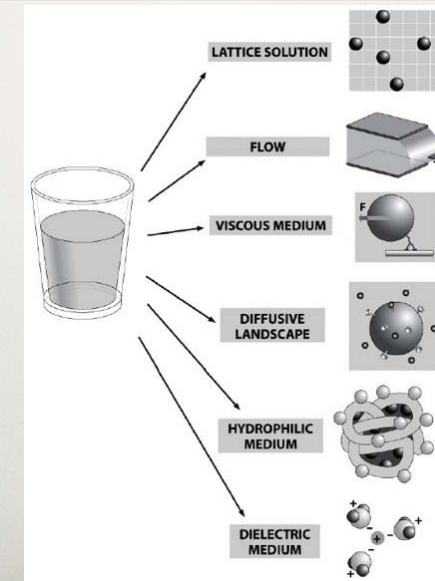 LATTICE SOLUTION
FLOW
VISCOUS MEDIUM
F
DIFFUSIVE
LANDSCAPE
HYDROPHILIC
MEDIUM
DIELECTRIC
MEDIUM
+
+
-
-
+
-
-
+